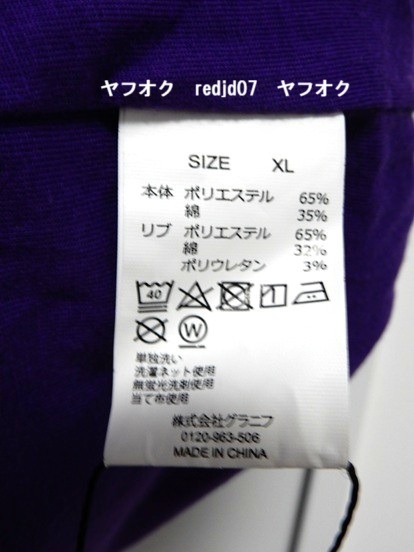 ヤフオク redjd07 ヤフオク
SIZE XL
本体 ポリエステル 65%
綿 35%
リブ ポリエステル 65%
綿 32%
ポリウレタン 3%
40
W
単独洗い
洗濯ネット使用
無蛍光洗剤使用
当て布使用
株式会社グラニフ
0120-963-506
MADE IN CHINA